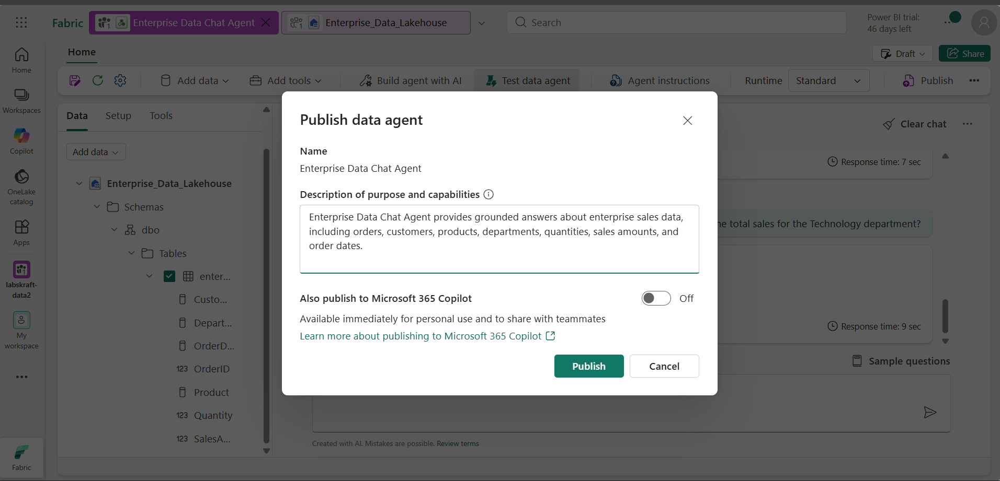 Fabric
1
Enterprise Data Chat Agent
1
Enterprise_Data_Lakehouse
Search
Power BI trial:
46 days left
Home
Draft
Share
Add data
Add tools
Build agent with AI
Test data agent
Agent instructions
Runtime
Standard
Publish
Home
Workspaces
Copilot
OneLake
catalog
Apps
1
labskraft-
data2
My
workspace
Fabric
Data
Setup
Tools
Add data
Enterprise_Data_Lakehouse
Schemas
dbo
Tables
enter...
Custo...
Depart...
OrderD...
123 OrderID
Product
123 Quantity
123 SalesA...
Publish data agent
Name
Enterprise Data Chat Agent
Description of purpose and capabilities
Enterprise Data Chat Agent provides grounded answers about enterprise sales data,
including orders, customers, products, departments, quantities, sales amounts, and
order dates.
Also publish to Microsoft 365 Copilot
Off
Available immediately for personal use and to share with teammates
Learn more about publishing to Microsoft 365 Copilot
Publish
Cancel
Clear chat
Response time: 7 sec
he total sales for the Technology department?
Response time: 9 sec
Sample questions
Created with AI. Mistakes are possible. Review terms